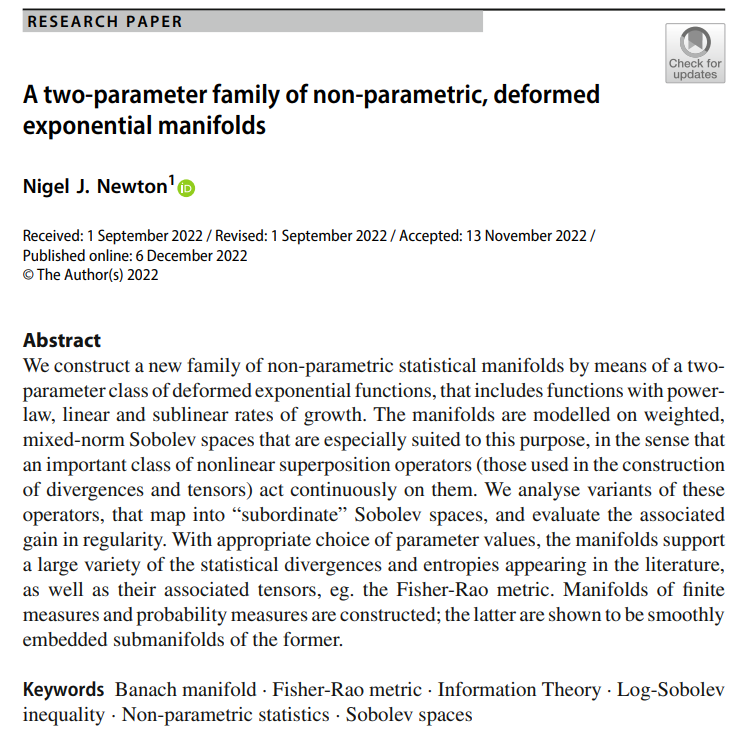 RESEARCH PAPER
Check for
updates
A two-parameter family of non-parametric, deformed
exponential manifolds
Nigel J. Newton1 iD
Received: 1 September 2022 / Revised: 1 September 2022 / Accepted: 13 November 2022 /
Published online: 6 December 2022
© The Author(s) 2022
Abstract
We construct a new family of non-parametric statistical manifolds by means of a two-
parameter class of deformed exponential functions, that includes functions with power-
law, linear and sublinear rates of growth. The manifolds are modelled on weighted,
mixed-norm Sobolev spaces that are especially suited to this purpose, in the sense that
an important class of nonlinear superposition operators (those used in the construction
of divergences and tensors) act continuously on them. We analyse variants of these
operators, that map into “subordinate” Sobolev spaces, and evaluate the associated
gain in regularity. With appropriate choice of parameter values, the manifolds support
a large variety of the statistical divergences and entropies appearing in the literature,
as well as their associated tensors, eg. the Fisher-Rao metric. Manifolds of finite
measures and probability measures are constructed; the latter are shown to be smoothly
embedded submanifolds of the former.
Keywords Banach manifold · Fisher-Rao metric · Information Theory · Log-Sobolev
inequality · Non-parametric statistics · Sobolev spaces